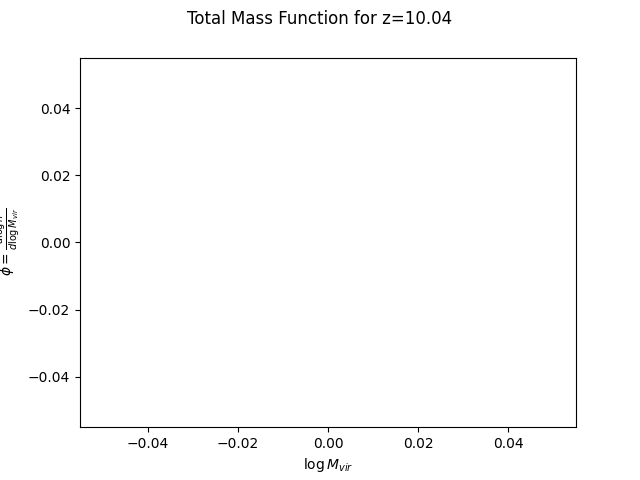 Total Mass Function for z=10.04
0.04
0.02
0.00
−0.02
−0.04
ϕ = / d log M_vir
−0.04 −0.02 0.00 0.02 0.04
log M_vir